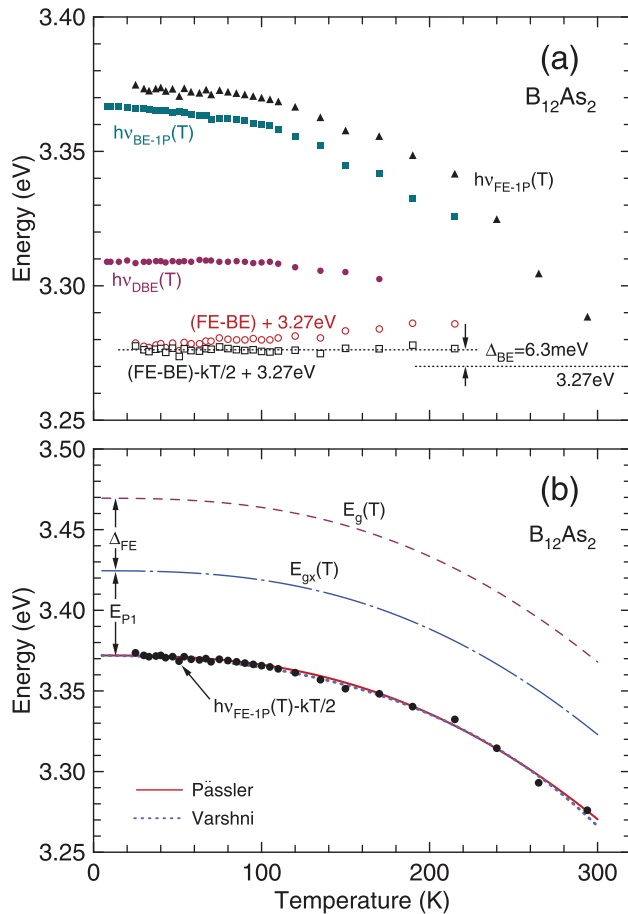 3.40
(a)
B12As2
hνBE-1P(T)
hνFE-1P(T)
3.35
Energy (eV)
3.30
hνDBE(T)
(FE-BE) + 3.27eV
ΔBE=6.3meV
(FE-BE)-kT/2 + 3.27eV
3.27eV
3.25
3.50
(b)
Eg(T)
B12As2
3.45
ΔFE
Egx(T)
Energy (eV)
3.40
EP1
3.35
hνFE-1P(T)-kT/2
3.30
Pässler
Varshni
3.25
0 100 200 300
Temperature (K)